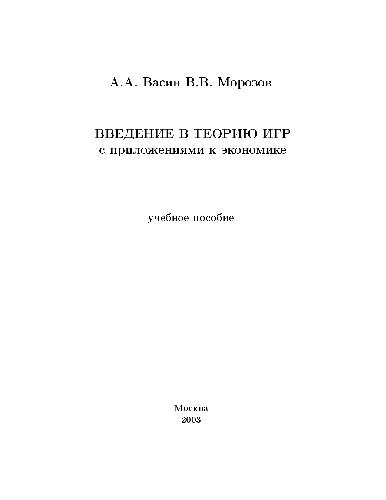 А.А. Васин В.В. Морозов
ВВЕДЕНИЕ В ТЕОРИЮ ИГР
с приложениями к экономике
учебное пособие
Москва
2003